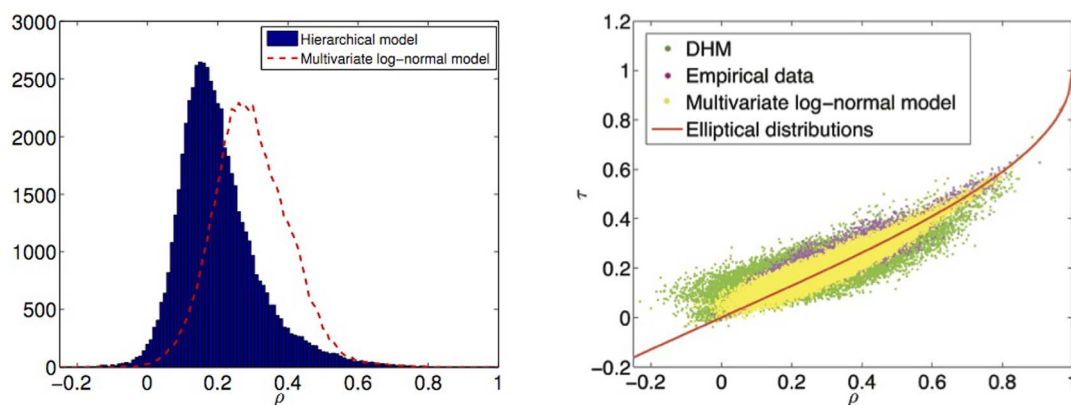 3000
2500
2000
1500
1000
500
0
Hierarchical model
Multivariate log−normal model
−0.2 0 0.2 0.4 0.6 0.8 1
ρ
1.2
1
0.8
0.6
0.4
0.2
0
−0.2
τ
DHM
Empirical data
Multivariate log−normal model
Elliptical distributions
−0.2 0 0.2 0.4 0.6 0.8 1
ρ